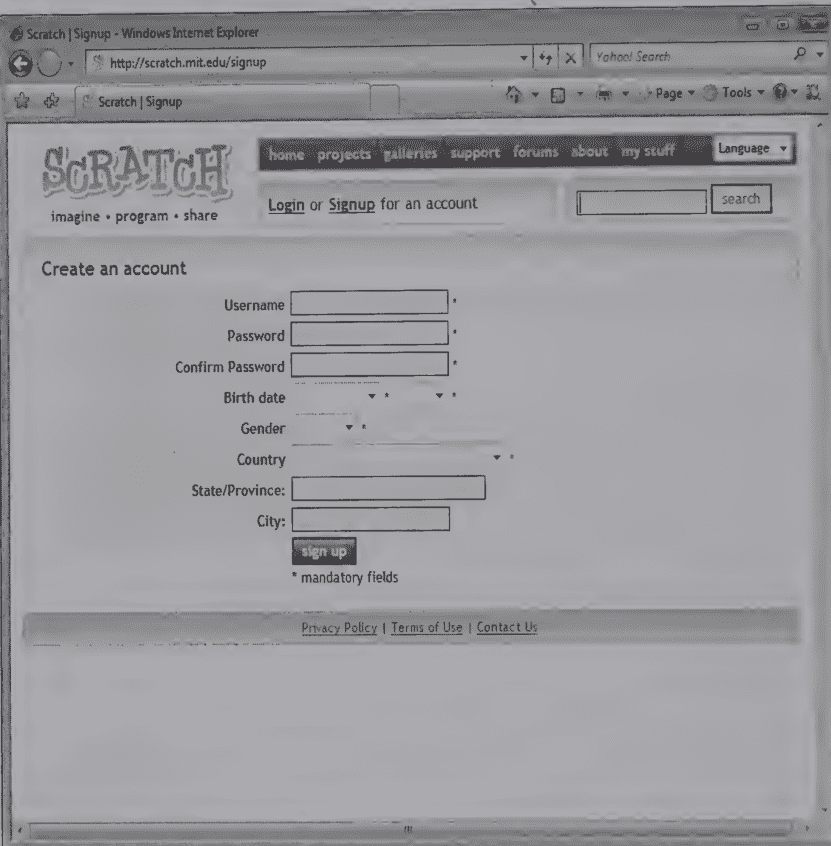 Scratch | Signup - Windows Internet Explorer
http://scratch.mit.edu/signup
Yahoo! Search
Scratch | Signup
Page
Tools
SCRATCH
imagine • program • share
home projects galleries support forums about my stuff
Language
Login or Signup for an account
search
Create an account
Username *
Password *
Confirm Password *
Birth date * *
Gender *
Country *
State/Province:
City:
sign up
* mandatory fields
Privacy Policy | Terms of Use | Contact Us